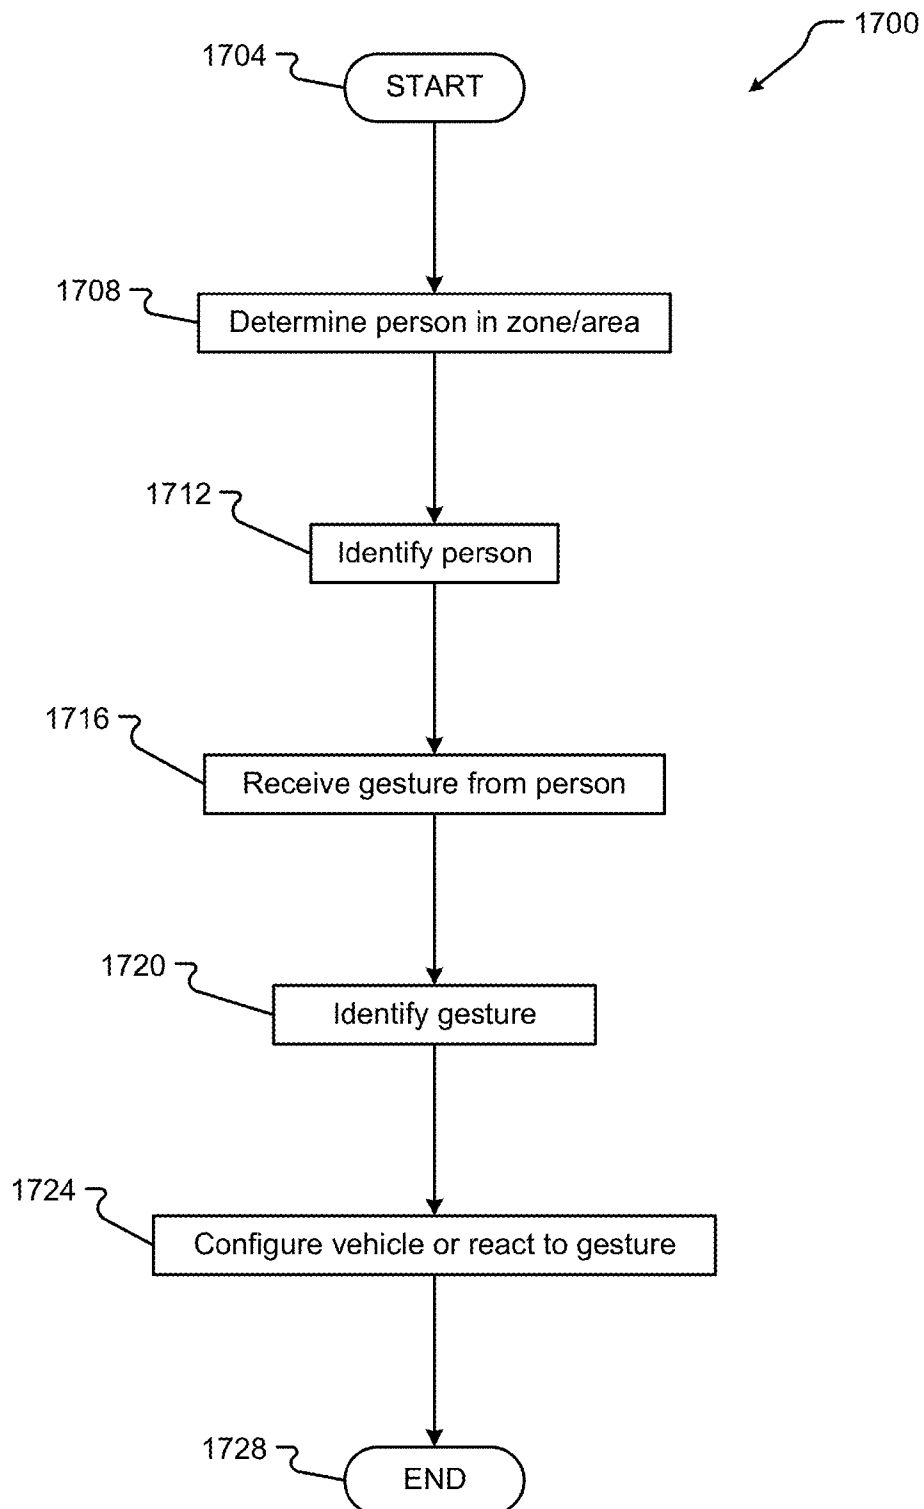 1700
1704
START
1708
Determine person in zone/area
1712
Identify person
1716
Receive gesture from person
1720
Identify gesture
1724
Configure vehicle or react to gesture
1728
END